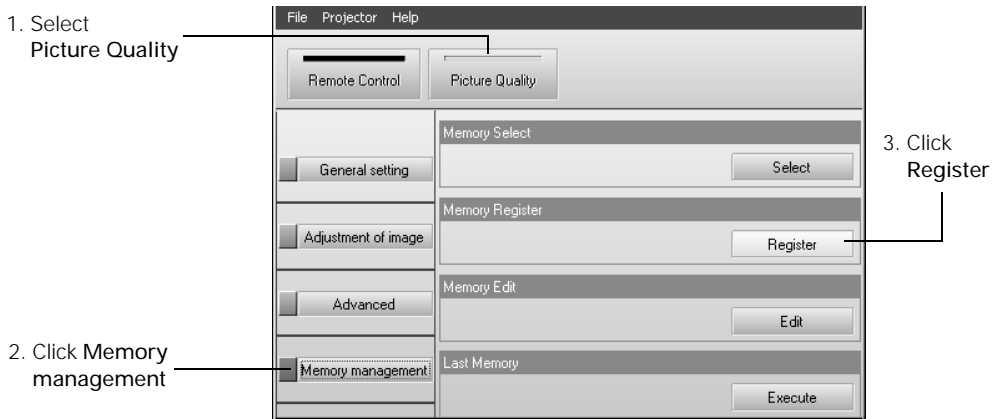 File Projector Help
1. Select
Picture Quality
Remote Control
Picture Quality
Memory Select
3. Click
Register
General setting
Select
Memory Register
Adjustment of image
Register
Memory Edit
Advanced
Edit
2. Click Memory
management
Memory management
Last Memory
Execute